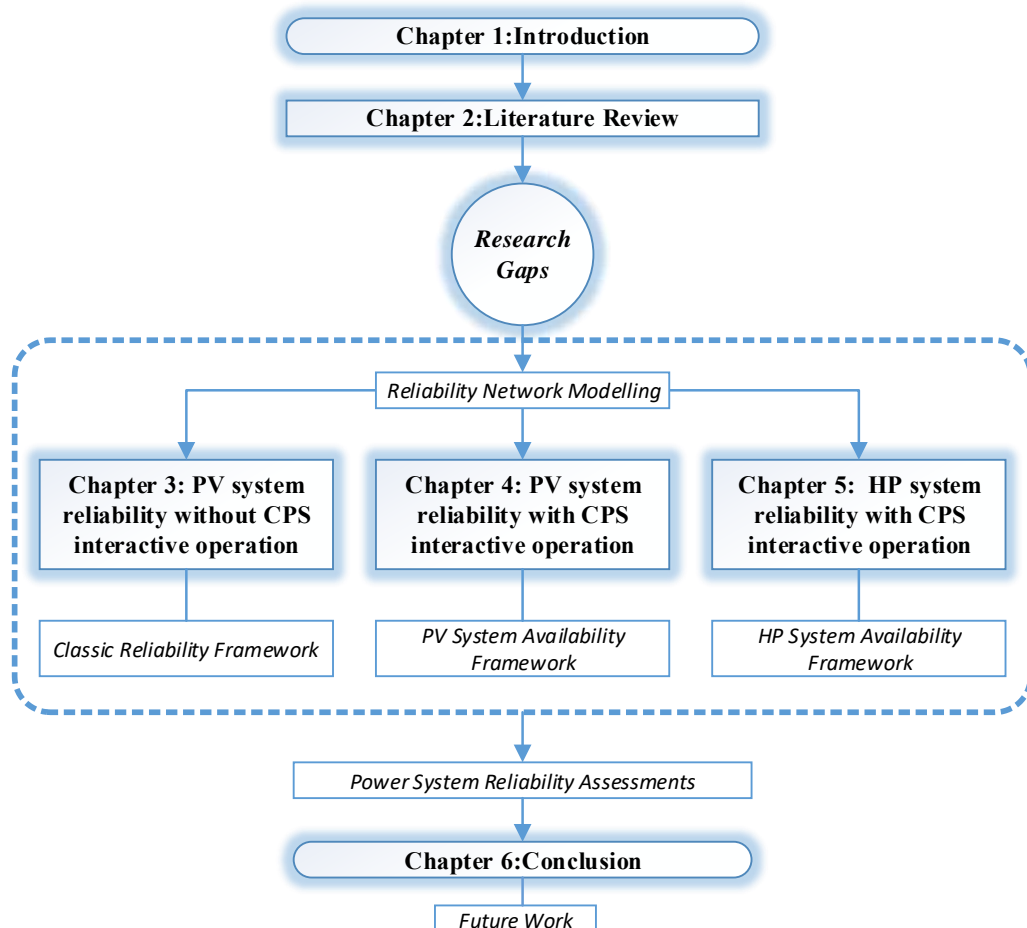 Chapter 1:Introduction
Chapter 2:Literature Review
Research
Gaps
Reliability Network Modelling
Chapter 3: PV system
reliability without CPS
interactive operation
Chapter 4: PV system
reliability with CPS
interactive operation
Chapter 5: HP system
reliability with CPS
interactive operation
Classic Reliability Framework
PV System Availability
Framework
HP System Availability
Framework
Power System Reliability Assessments
Chapter 6:Conclusion
Future Work